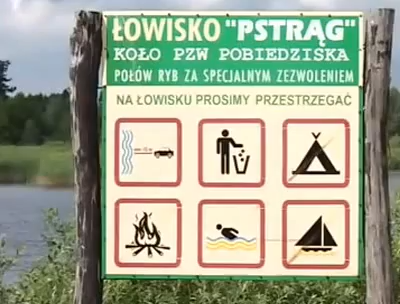 ŁOWISKO "PSTRĄG"
KOŁO PZW POBIEDZISKA
POŁÓW RYB ZA SPECJALNYM ZEZWOLENIEM
NA ŁOWISKU PROSIMY PRZESTRZEGAĆ